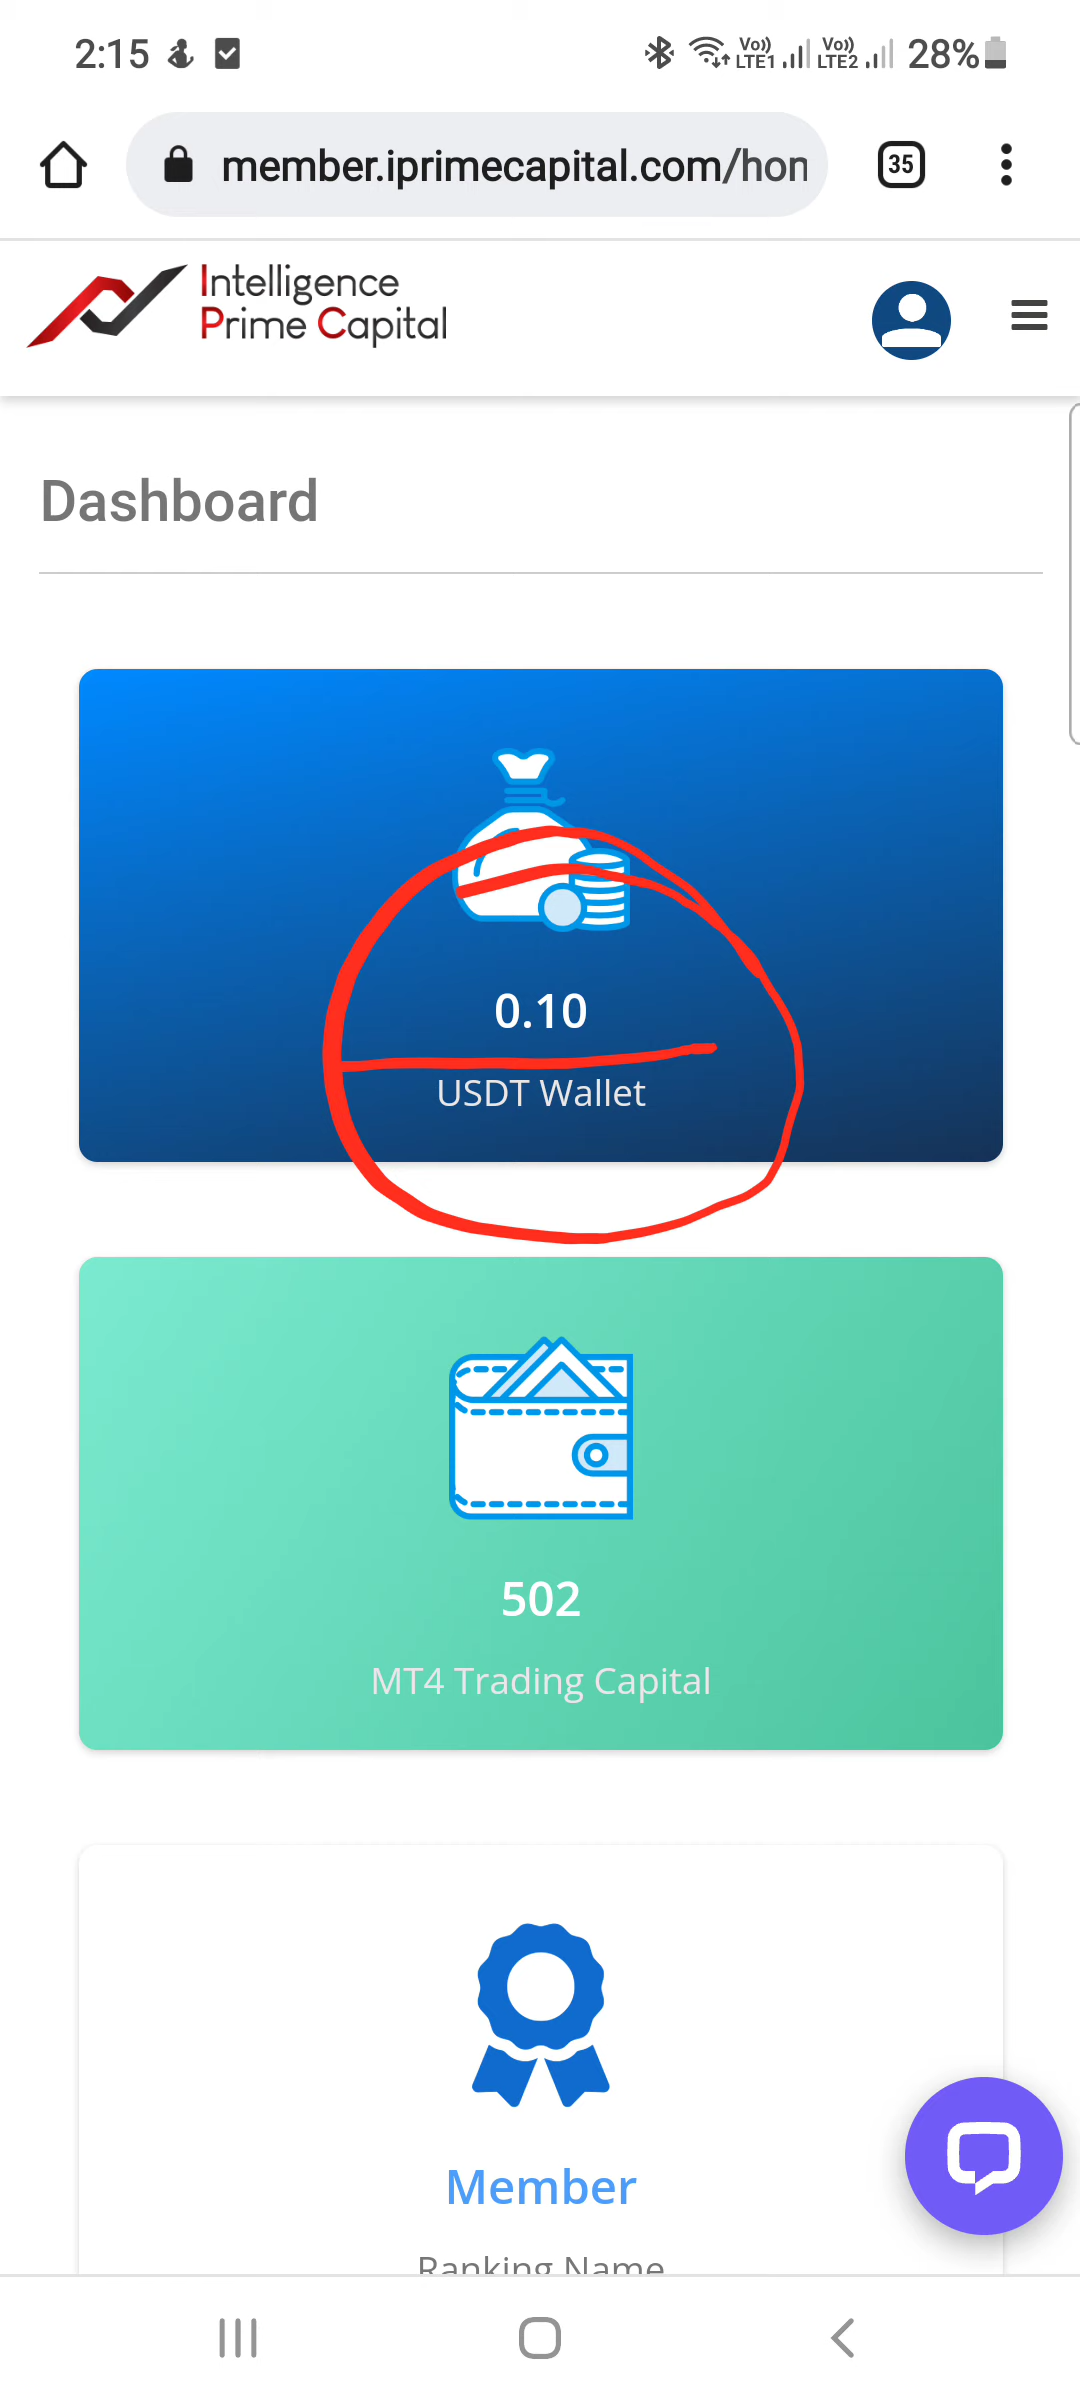 2:15
Vo)) LTE1 Vo)) LTE2 28%
member.iprimecapital.com/hon
35
Intelligence
Prime Capital
Dashboard
0.10
USDT Wallet
502
MT4 Trading Capital
Member
Ranking Name